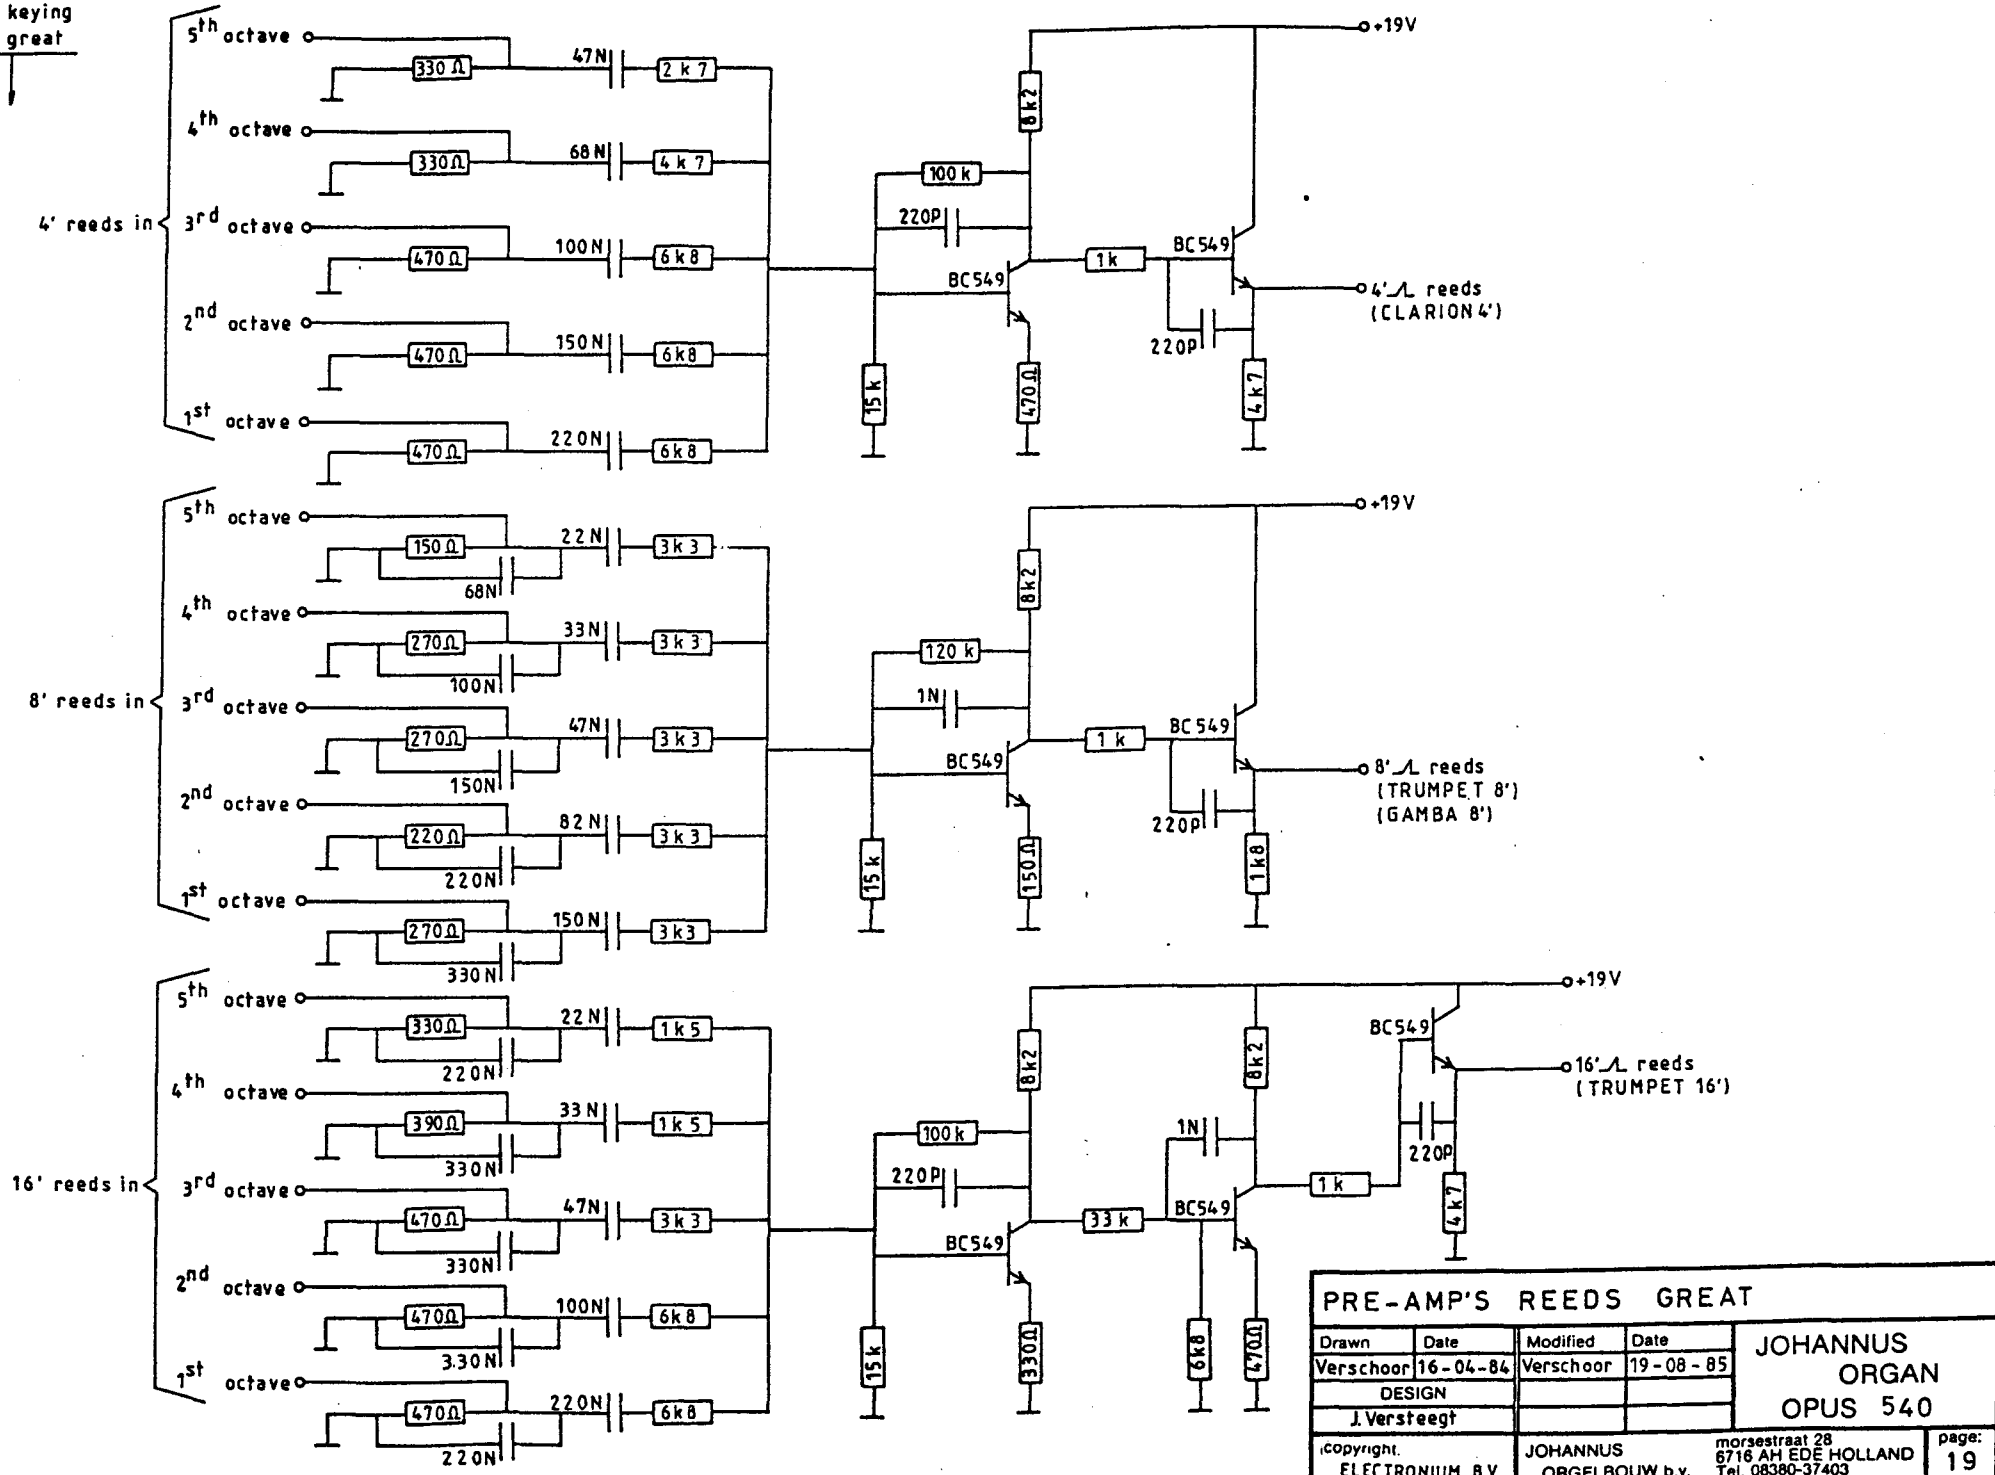 keying
great
5th octave
330Ω
47N
2k7
4th octave
330Ω
68N
4k7
4' reeds in
3rd octave
470Ω
100N
6k8
2nd octave
470Ω
150N
6k8
1st octave
470Ω
220N
6k8
+19V
8k2
100k
220P
BC549
15k
470Ω
1k
BC549
220P
4k7
4' reeds
(CLARION 4')
5th octave
150Ω
68N
22N
3k3
4th octave
270Ω
100N
33N
3k3
8' reeds in
3rd octave
270Ω
150N
47N
3k3
2nd octave
220Ω
220N
82N
3k3
1st octave
270Ω
330N
150N
3k3
+19V
8k2
120k
1N
BC549
15k
150Ω
1k
BC549
220P
1k8
8' reeds
(TRUMPET 8')
(GAMBA 8')
5th octave
330Ω
220N
22N
1k5
4th octave
390Ω
330N
33N
1k5
16' reeds in
3rd octave
470Ω
330N
47N
3k3
2nd octave
470Ω
3.30N
100N
6k8
1st octave
470Ω
220N
220N
6k8
+19V
8k2
100k
220P
BC549
15k
330Ω
33k
8k2
1N
BC549
6k8
470Ω
1k
BC549
220P
4k7
16' reeds
(TRUMPET 16')
PRE-AMP'S REEDS GREAT
Drawn Date Modified Date
Verschoor 16-04-84 Verschoor 19-08-85
DESIGN
J.Versteegt
JOHANNUS
ORGAN
OPUS 540
copyright.
ELECTRONIUM B.V.
JOHANNUS
ORGELBOUW b.v.
morsestraat 28
6716 AH EDE HOLLAND
Tel. 08380-37403
page:
19